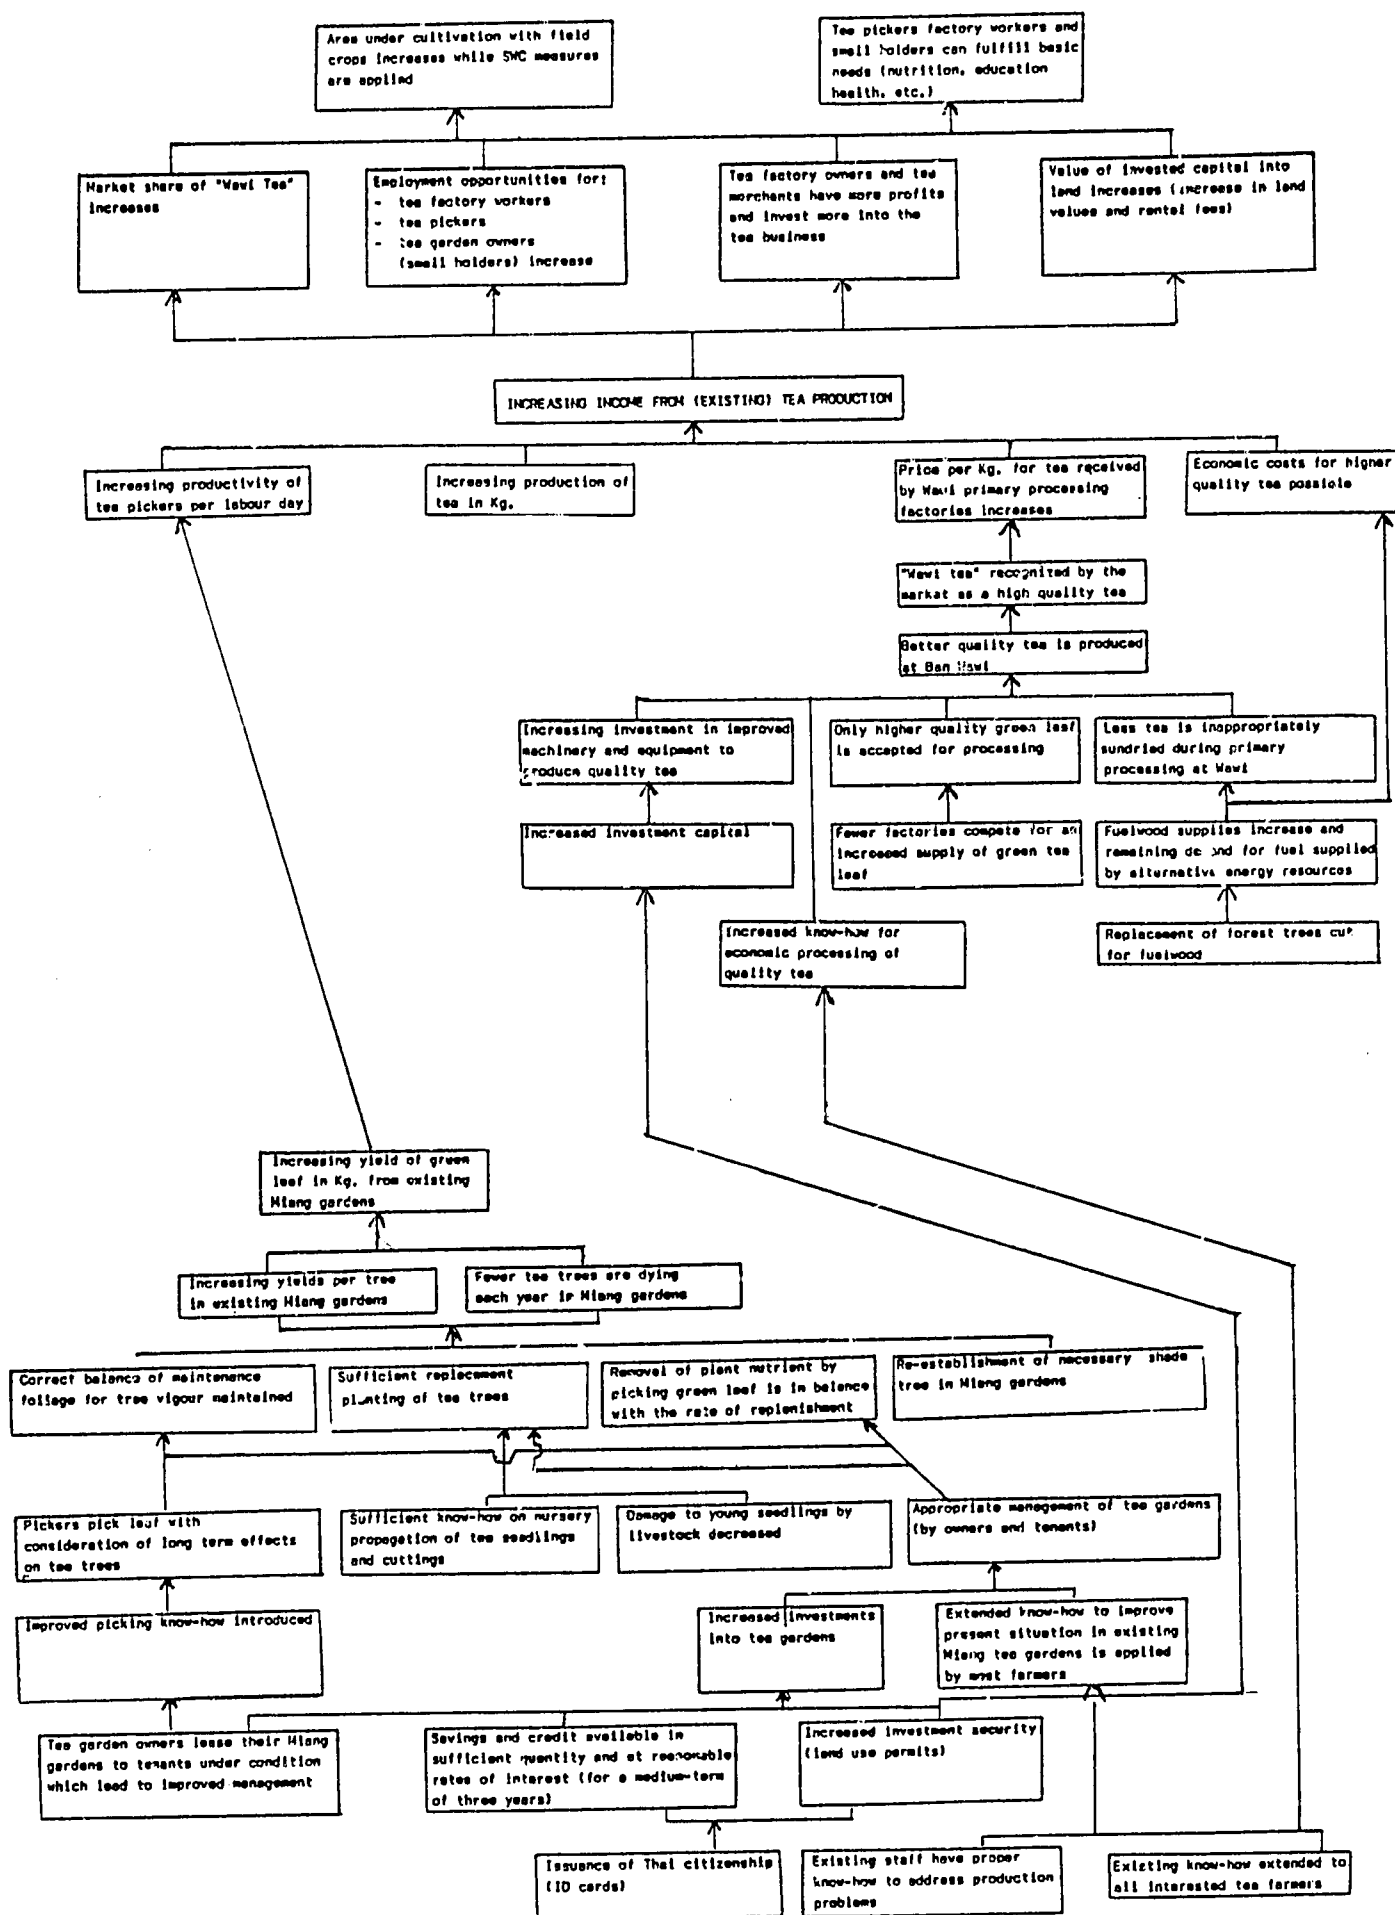 Area under cultivation with field
crops increases while SWC measures
are applied
Tea pickers factory workers and
small holders can fulfill basic
needs (nutrition, education
health, etc.)
Market share of "Wawi Tea"
increases
Employment opportunities for:
- tea factory workers
- tea pickers
- tea garden owners
(small holders) increase
Tea factory owners and tea
merchants have more profits
and invest more into the
tea business
Value of invested capital into
land increases (increase in land
values and rental fees)
INCREASING INCOME FROM (EXISTING) TEA PRODUCTION
Increasing productivity of
tea pickers per labour day
Increasing production of
tea in Kg.
Price per Kg. for tea received
by Wawi primary processing
factories increases
Economic costs for higher
quality tea possible
"Wawi tea" recognized by the
market as a high quality tea
Better quality tea is produced
at Ban Wawi
Increasing investment in improved
machinery and equipment to
produce quality tea
Only higher quality green leaf
is accepted for processing
Less tea is inappropriately
sundried during primary
processing at Wawi
Increased investment capital
Fewer factories compete for an
increased supply of green tea
leaf
Fuelwood supplies increase and
remaining demand for fuel supplied
by alternative energy resources
Increased know-how for
economic processing of
quality tea
Replacement of forest trees cut
for fuelwood
Increasing yield of green
leaf in Kg. from existing
Miang gardens
Increasing yields per tree
in existing Miang gardens
Fewer tea trees are dying
each year in Miang gardens
Correct balance of maintenence
foliage for tree vigour maintained
Sufficient replacement
planting of tea trees
Removal of plant nutrient by
picking green leaf is in balance
with the rate of replenishment
Re-establishment of necessary shade
tree in Miang gardens
Pickers pick leaf with
consideration of long term effects
on tea trees
Sufficient know-how on nursery
propagation of tea seedlings
and cuttings
Damage to young seedlings by
livestock decreased
Appropriate management of tea gardens
(by owners and tenants)
Improved picking know-how introduced
Increased investments
into tea gardens
Extended know-how to improve
present situation in existing
Miang tea gardens is applied
by most farmers
Tea garden owners lease their Miang
gardens to tenants under condition
which lead to improved management
Savings and credit available in
sufficient quantity and at reasonable
rates of interest (for a medium-term
of three years)
Increased investment security
(land use permits)
Issuance of Thai citizenship
(ID cards)
Existing staff have proper
know-how to address production
problems
Existing know-how extended to
all interested tea farmers